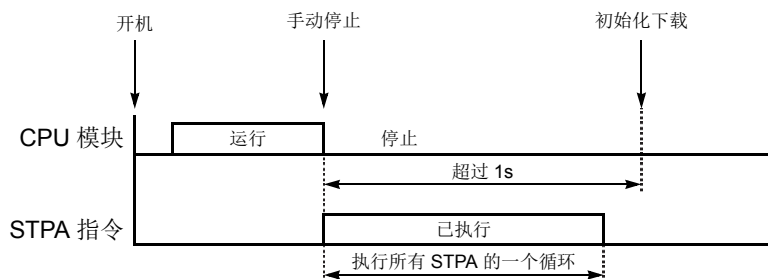 开机
手动停止
初始化下载
CPU 模块
运行
停止
超过 1s
STPA 指令
已执行
执行所有 STPA 的一个循环